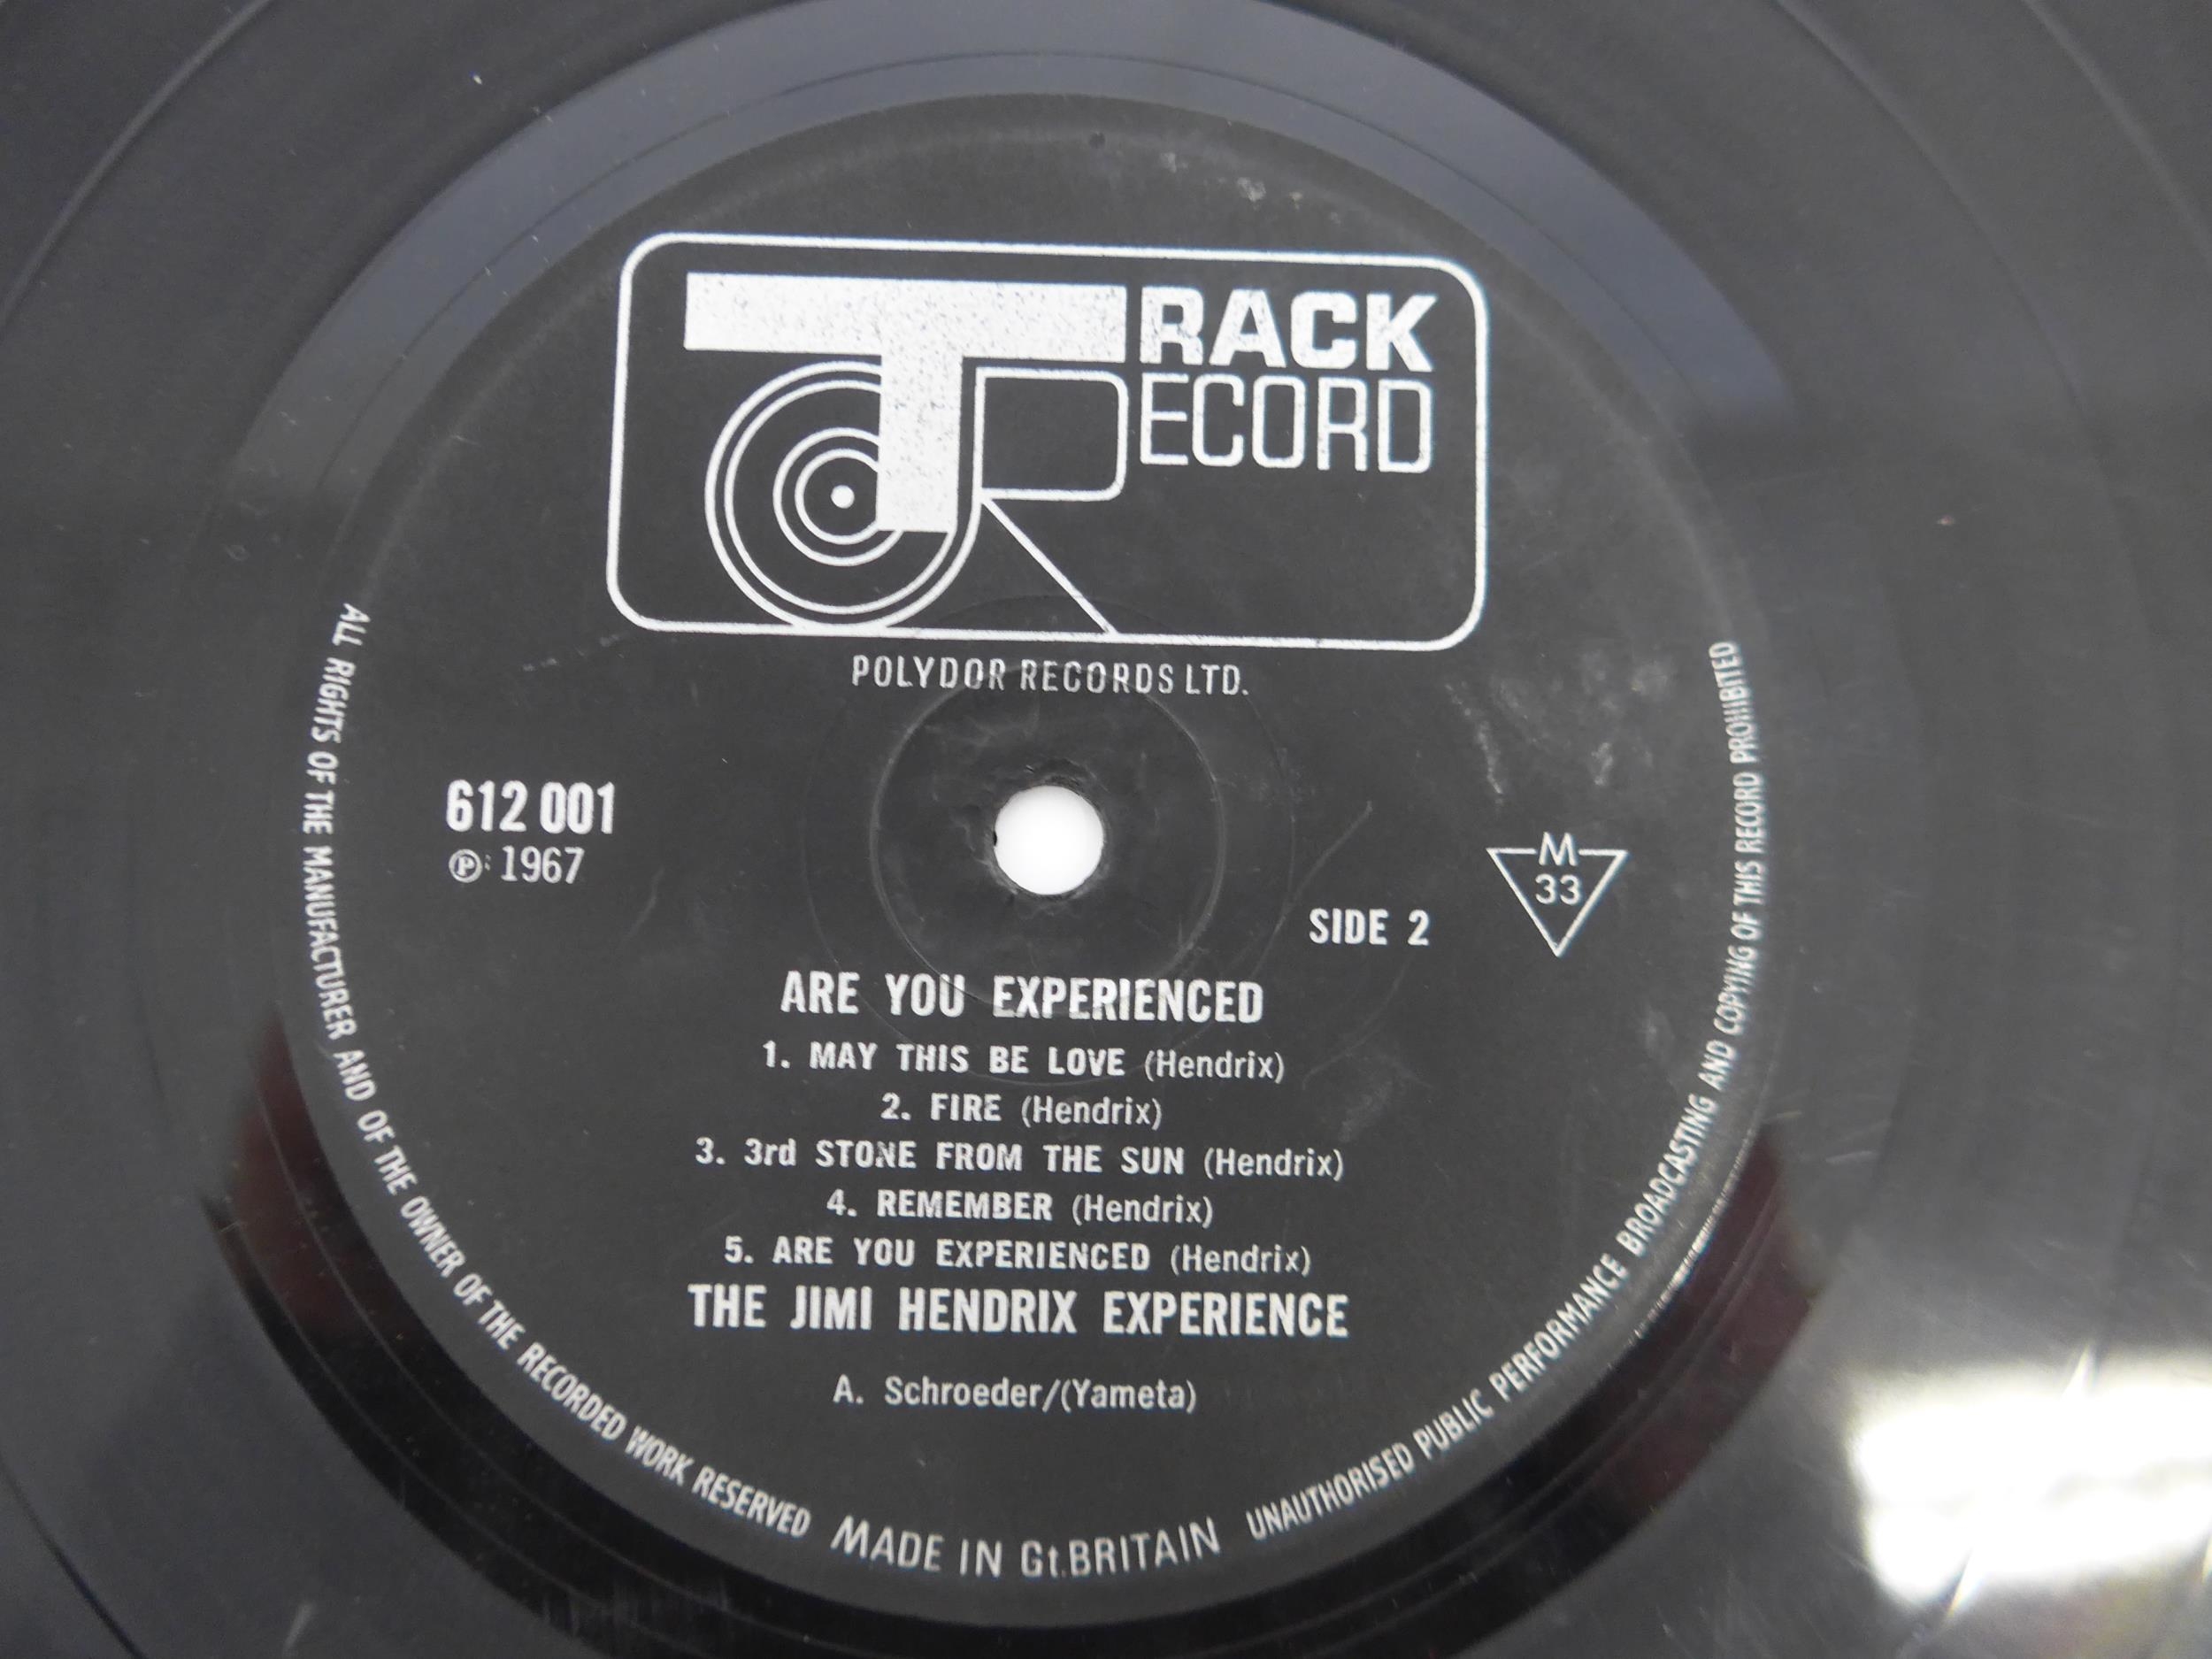 TRACK
RECORD
POLYDOR RECORDS LTD.
612 001
Ⓟ: 1967
M
33
SIDE 2
ARE YOU EXPERIENCED
1. MAY THIS BE LOVE (Hendrix)
2. FIRE (Hendrix)
3. 3rd STONE FROM THE SUN (Hendrix)
4. REMEMBER (Hendrix)
5. ARE YOU EXPERIENCED (Hendrix)
THE JIMI HENDRIX EXPERIENCE
A. Schroeder/(Yameta)
ALL RIGHTS OF THE MANUFACTURER AND OF THE OWNER OF THE RECORDED WORK RESERVED MADE IN Gt.BRITAIN UNAUTHORISED PUBLIC PERFORMANCE BROADCASTING AND COPYING OF THIS RECORD PROHIBITED